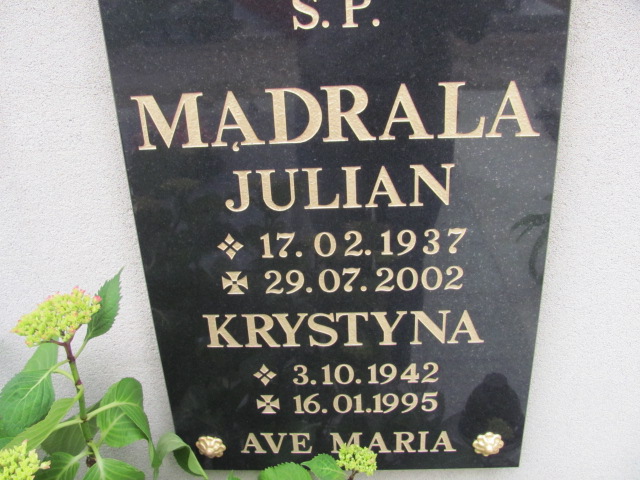 S.P.
MĄDRALA
JULIAN
17.02.1937
29.07.2002
KRYSTYNA
3.10.1942
16.01.1995
AVE MARIA